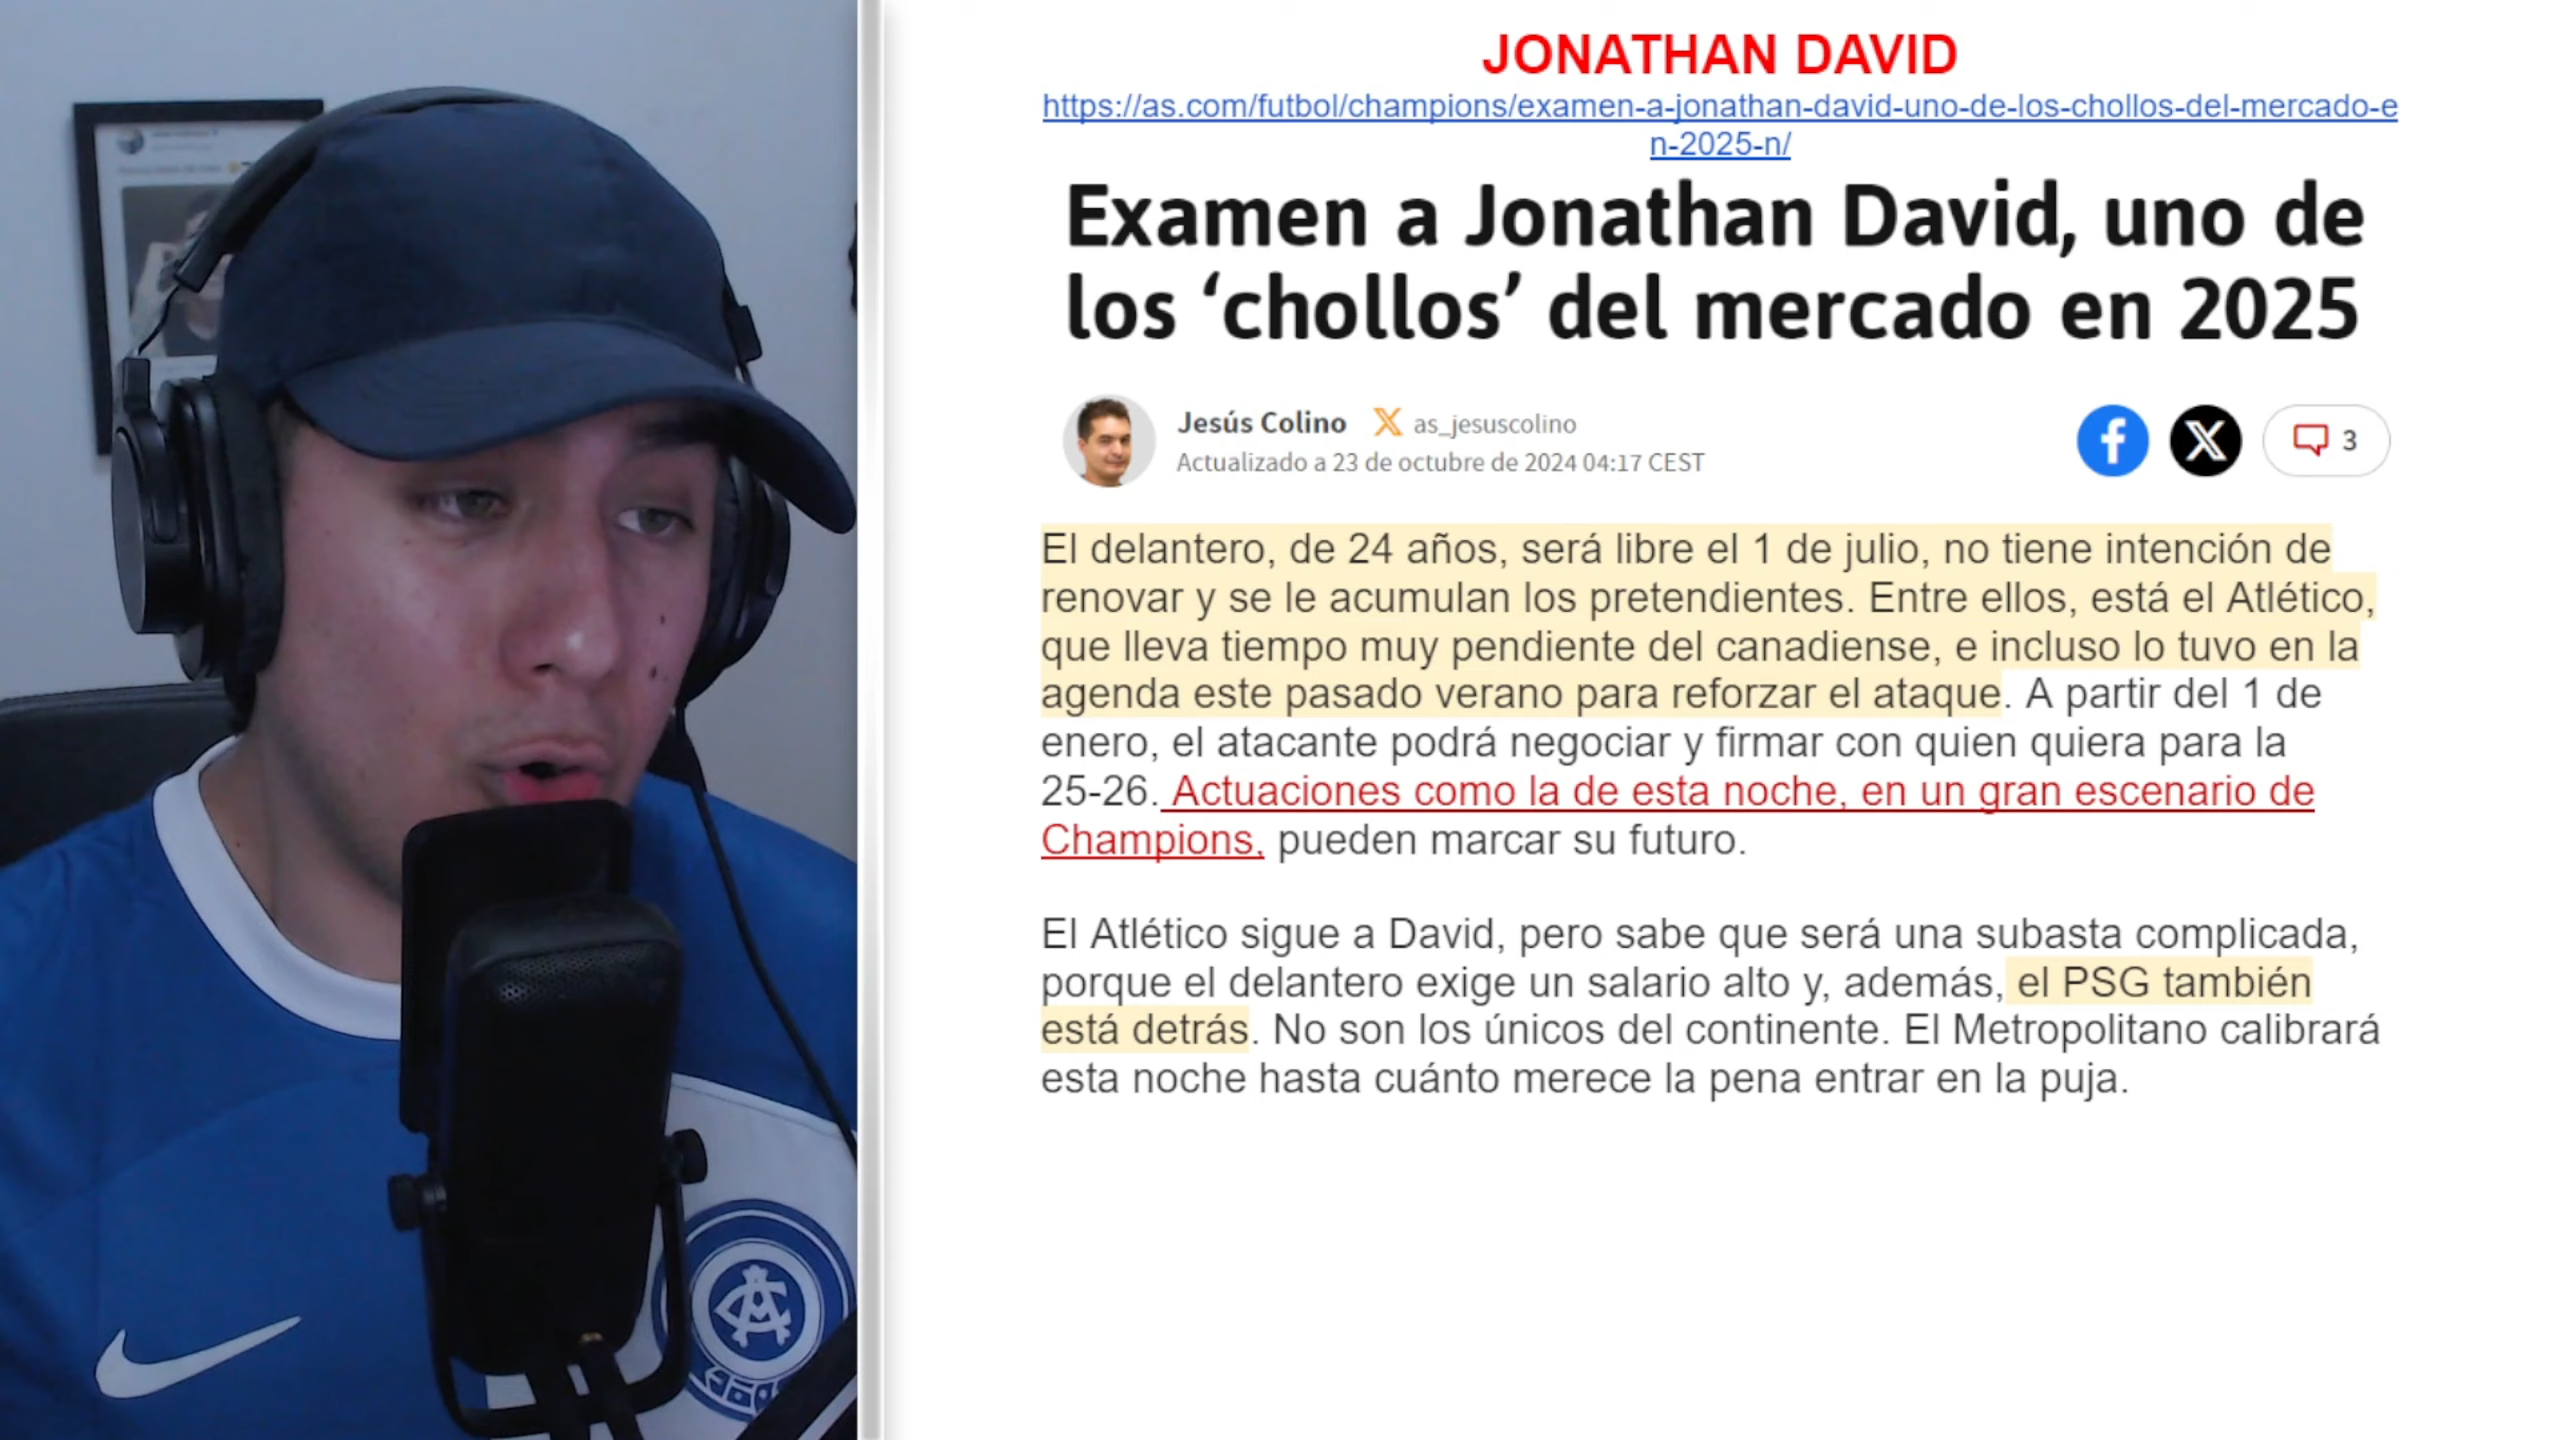 JONATHAN DAVID
https://as.com/futbol/champions/examen-a-jonathan-david-uno-de-los-chollos-del-mercado-e
n-2025-n/
Examen a Jonathan David, uno de
los ‘chollos’ del mercado en 2025
Jesús Colino as_jesuscolino
Actualizado a 23 de octubre de 2024 04:17 CEST
3
El delantero, de 24 años, será libre el 1 de julio, no tiene intención de
renovar y se le acumulan los pretendientes. Entre ellos, está el Atlético,
que lleva tiempo muy pendiente del canadiense, e incluso lo tuvo en la
agenda este pasado verano para reforzar el ataque. A partir del 1 de
enero, el atacante podrá negociar y firmar con quien quiera para la
25-26. Actuaciones como la de esta noche, en un gran escenario de
Champions, pueden marcar su futuro.
El Atlético sigue a David, pero sabe que será una subasta complicada,
porque el delantero exige un salario alto y, además, el PSG también
está detrás. No son los únicos del continente. El Metropolitano calibrará
esta noche hasta cuánto merece la pena entrar en la puja.